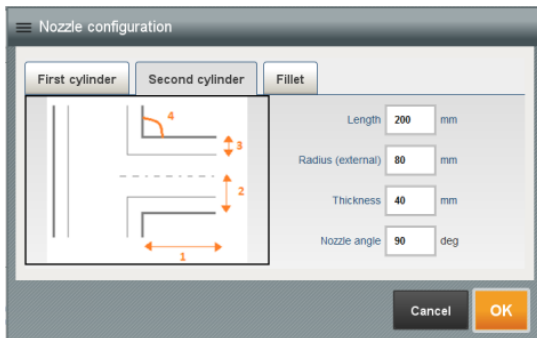 Nozzle configuration
First cylinder Second cylinder Fillet
4
3
2
1
Length 200 mm
Radius (external) 80 mm
Thickness 40 mm
Nozzle angle 90 deg
Cancel OK